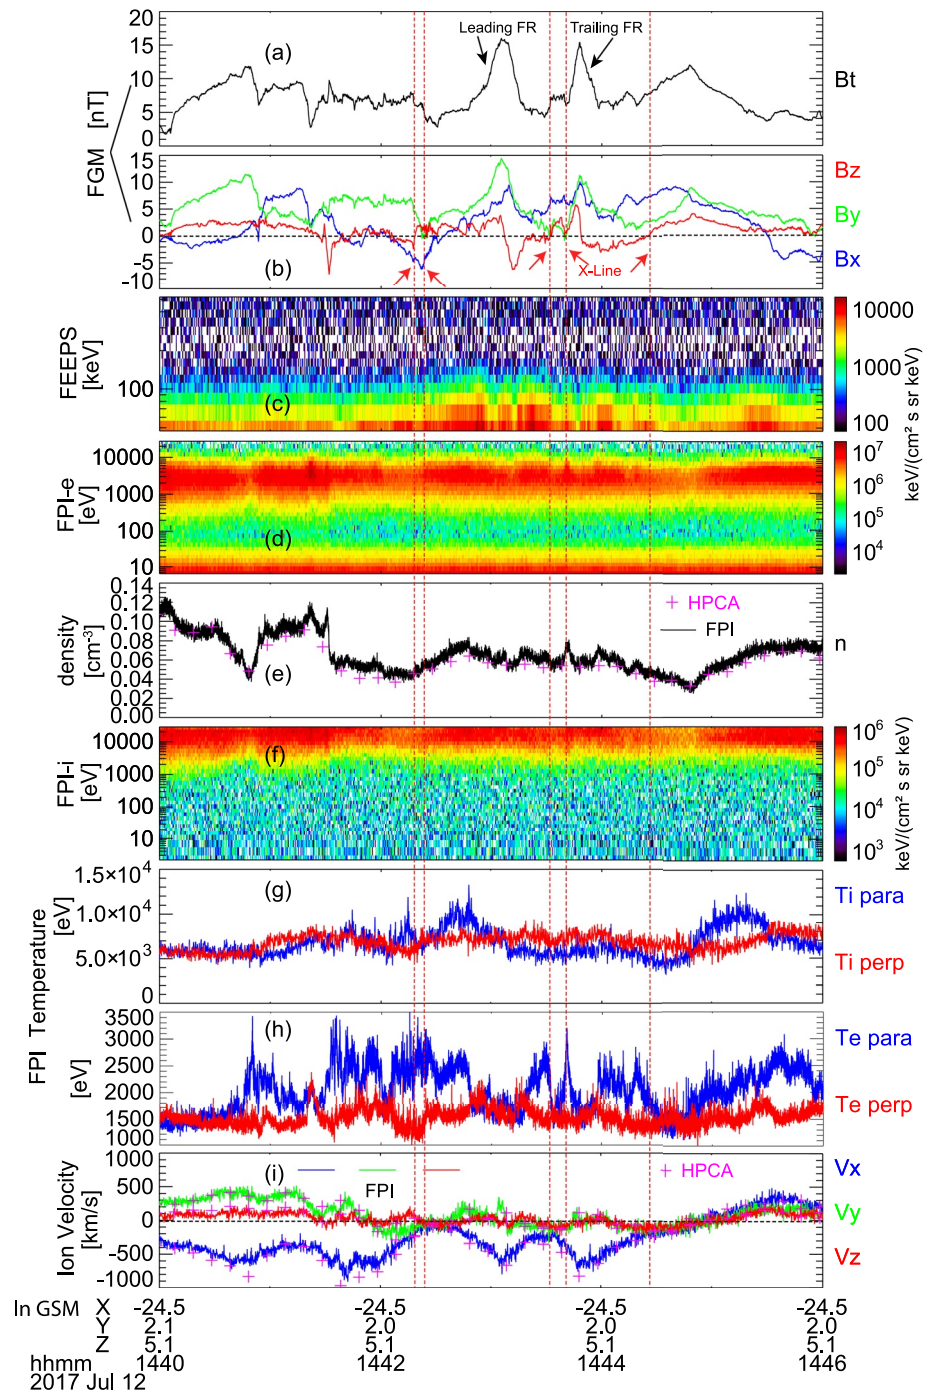 20
15
10
5
0
(a)
Leading FR
Trailing FR
Bt
FGM [nT]
15
10
5
0
-5
-10
(b)
X-Line
Bz
By
Bx
FEEPS
[keV]
100
(c)
10000
1000
100
keV/(cm² s sr keV)
FPI-e
[eV]
10000
1000
100
10
(d)
10⁷
10⁶
10⁵
10⁴
density
[cm⁻³]
0.14
0.12
0.10
0.08
0.06
0.04
0.02
0.00
(e)
+ HPCA
FPI
n
FPI-i
[eV]
10000
1000
100
10
(f)
10⁶
10⁵
10⁴
10³
keV/(cm² s sr keV)
FPI Temperature
[eV]
1.5×10⁴
1.0×10⁴
5.0×10³
0
(g)
Ti para
Ti perp
[eV]
3500
3000
2500
2000
1500
1000
(h)
Te para
Te perp
Ion Velocity
[km/s]
1000
500
0
-500
-1000
(i)
FPI
+ HPCA
Vx
Vy
Vz
In GSM X -24.5 -24.5 -24.5 -24.5
Y 2.1 2.0 2.0 2.0
Z 5.1 5.1 5.1 5.1
hhmm 1440 1442 1444 1446
2017 Jul 12